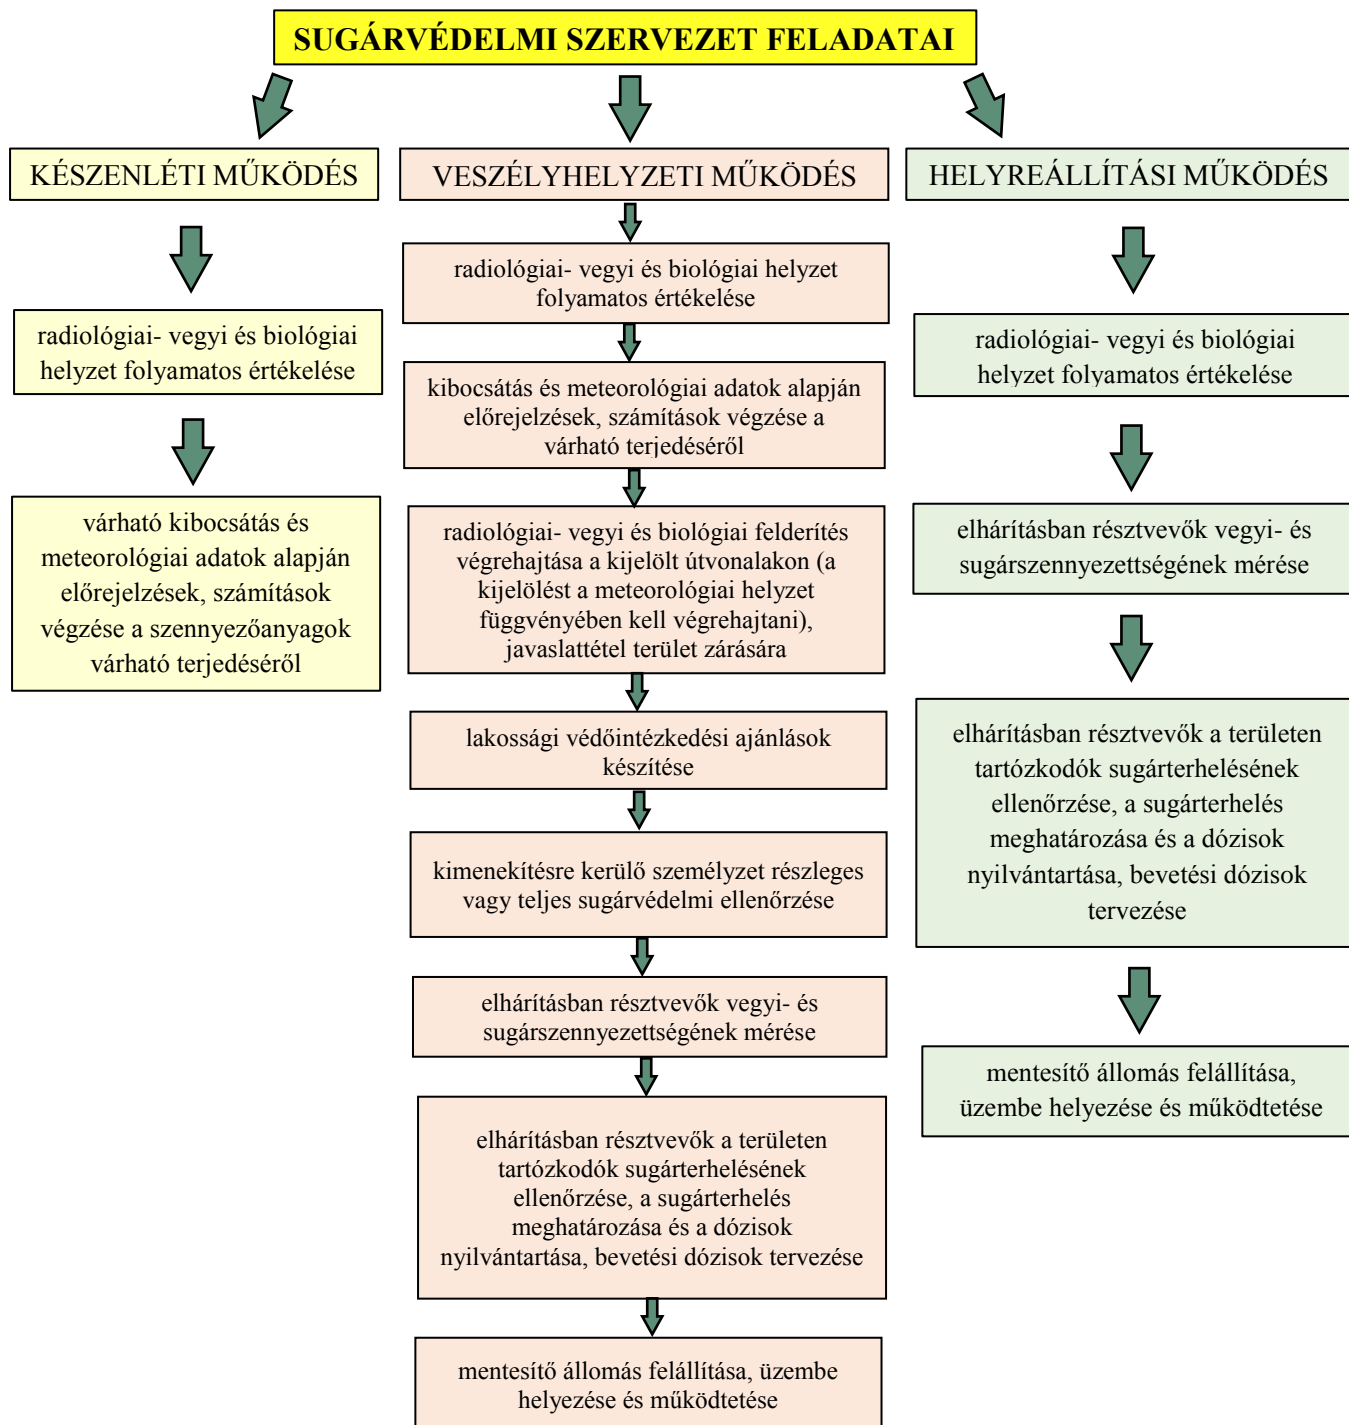 SUGÁRVÉDELMI SZERVEZET FELADATAI
KÉSZENLÉTI MŰKÖDÉS
radiológiai- vegyi és biológiai
helyzet folyamatos értékelése
várható kibocsátás és
meteorológiai adatok alapján
előrejelzések, számítások
végzése a szennyezőanyagok
várható terjedéséről
VESZÉLYHELYZETI MŰKÖDÉS
radiológiai- vegyi és biológiai helyzet
folyamatos értékelése
kibocsátás és meteorológiai adatok alapján
előrejelzések, számítások végzése a
várható terjedéséről
radiológiai- vegyi és biológiai felderítés
végrehajtása a kijelölt útvonalakon (a
kijelölést a meteorológiai helyzet
függvényében kell végrehajtani),
javaslattétel terület zárására
lakossági védőintézkedési ajánlások
készítése
kimenekítésre kerülő személyzet részleges
vagy teljes sugárvédelmi ellenőrzése
elhárításban résztvevők vegyi- és
sugárszennyezettségének mérése
elhárításban résztvevők a területen
tartózkodók sugárterhelésének
ellenőrzése, a sugárterhelés
meghatározása és a dózisok
nyilvántartása, bevetési dózisok tervezése
mentesítő állomás felállítása, üzembe
helyezése és működtetése
HELYREÁLLÍTÁSI MŰKÖDÉS
radiológiai- vegyi és biológiai
helyzet folyamatos értékelése
elhárításban résztvevők vegyi- és
sugárszennyezettségének mérése
elhárításban résztvevők a területen
tartózkodók sugárterhelésének
ellenőrzése, a sugárterhelés
meghatározása és a dózisok
nyilvántartása, bevetési dózisok
tervezése
mentesítő állomás felállítása,
üzembe helyezése és működtetése